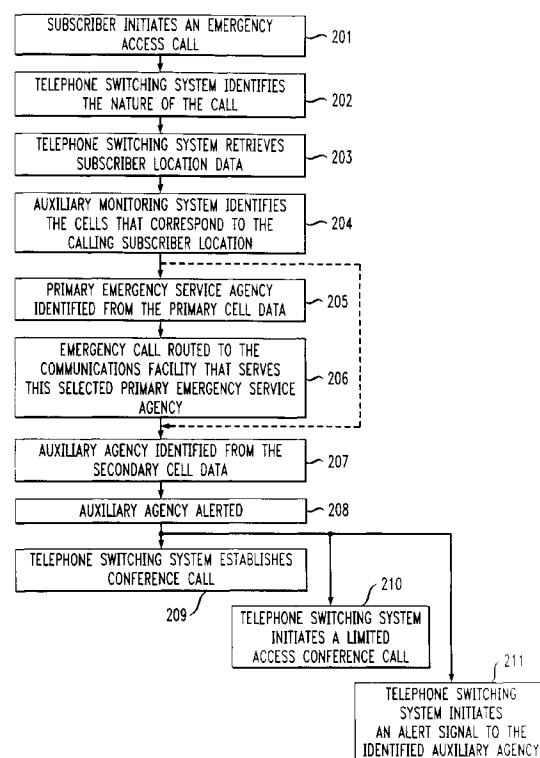 SUBSCRIBER INITIATES AN EMERGENCY
ACCESS CALL
201
TELEPHONE SWITCHING SYSTEM IDENTIFIES
THE NATURE OF THE CALL
202
TELEPHONE SWITCHING SYSTEM RETRIEVES
SUBSCRIBER LOCATION DATA
203
AUXILIARY MONITORING SYSTEM IDENTIFIES
THE CELLS THAT CORRESPOND TO THE
CALLING SUBSCRIBER LOCATION
204
PRIMARY EMERGENCY SERVICE AGENCY
IDENTIFIED FROM THE PRIMARY CELL DATA
205
EMERGENCY CALL ROUTED TO THE
COMMUNICATIONS FACILITY THAT SERVES
THIS SELECTED PRIMARY EMERGENCY SERVICE
AGENCY
206
AUXILIARY AGENCY IDENTIFIED FROM THE
SECONDARY CELL DATA
207
AUXILIARY AGENCY ALERTED
208
TELEPHONE SWITCHING SYSTEM ESTABLISHES
CONFERENCE CALL
209
210
TELEPHONE SWITCHING SYSTEM
INITIATES A LIMITED
ACCESS CONFERENCE CALL
211
TELEPHONE SWITCHING
SYSTEM INITIATES
AN ALERT SIGNAL TO THE
IDENTIFIED AUXILIARY AGENCY